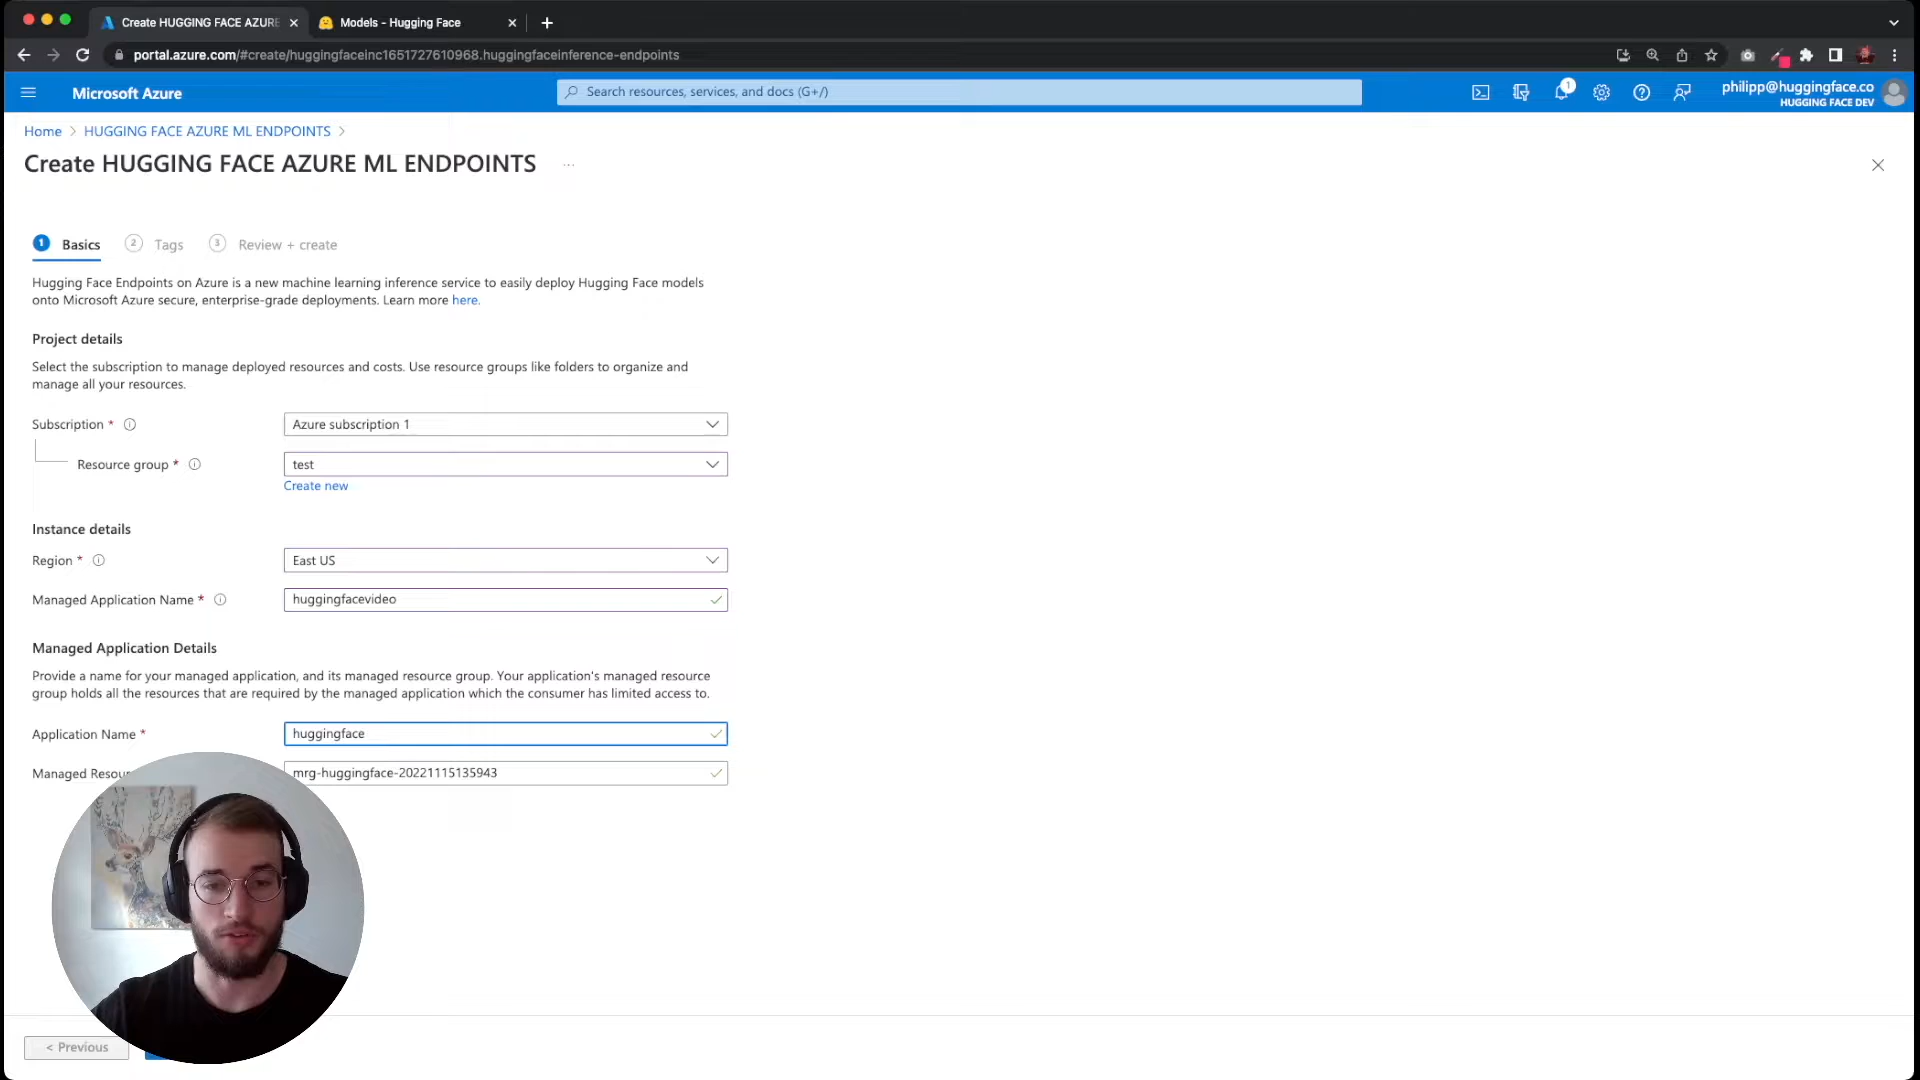 Create HUGGING FACE AZURE
Models - Hugging Face
portal.azure.com/#create/huggingfaceinc1651727610968.huggingfaceinference-endpoints
Microsoft Azure
Search resources, services, and docs (G+/)
1
philipp@huggingface.co
HUGGING FACE DEV
Home > HUGGING FACE AZURE ML ENDPOINTS >
Create HUGGING FACE AZURE ML ENDPOINTS ...
1 Basics 2 Tags 3 Review + create
Hugging Face Endpoints on Azure is a new machine learning inference service to easily deploy Hugging Face models
onto Microsoft Azure secure, enterprise-grade deployments. Learn more here.
Project details
Select the subscription to manage deployed resources and costs. Use resource groups like folders to organize and
manage all your resources.
Subscription * Azure subscription 1
Resource group * test
Create new
Instance details
Region * East US
Managed Application Name * huggingfacevideo
Managed Application Details
Provide a name for your managed application, and its managed resource group. Your application's managed resource
group holds all the resources that are required by the managed application which the consumer has limited access to.
Application Name * huggingface
Managed mrg-huggingface-20221115135943
< Previous